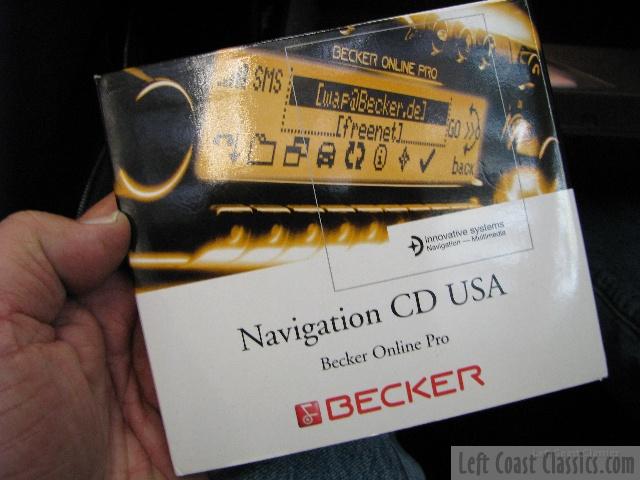 BECKER ONLINE PRO
SMS
[wap@Becker.de]
[freenet]
GO
back
innovative systems
Navigation — Multimedia
Navigation CD USA
Becker Online Pro
BECKER
Left Coast Classics.com